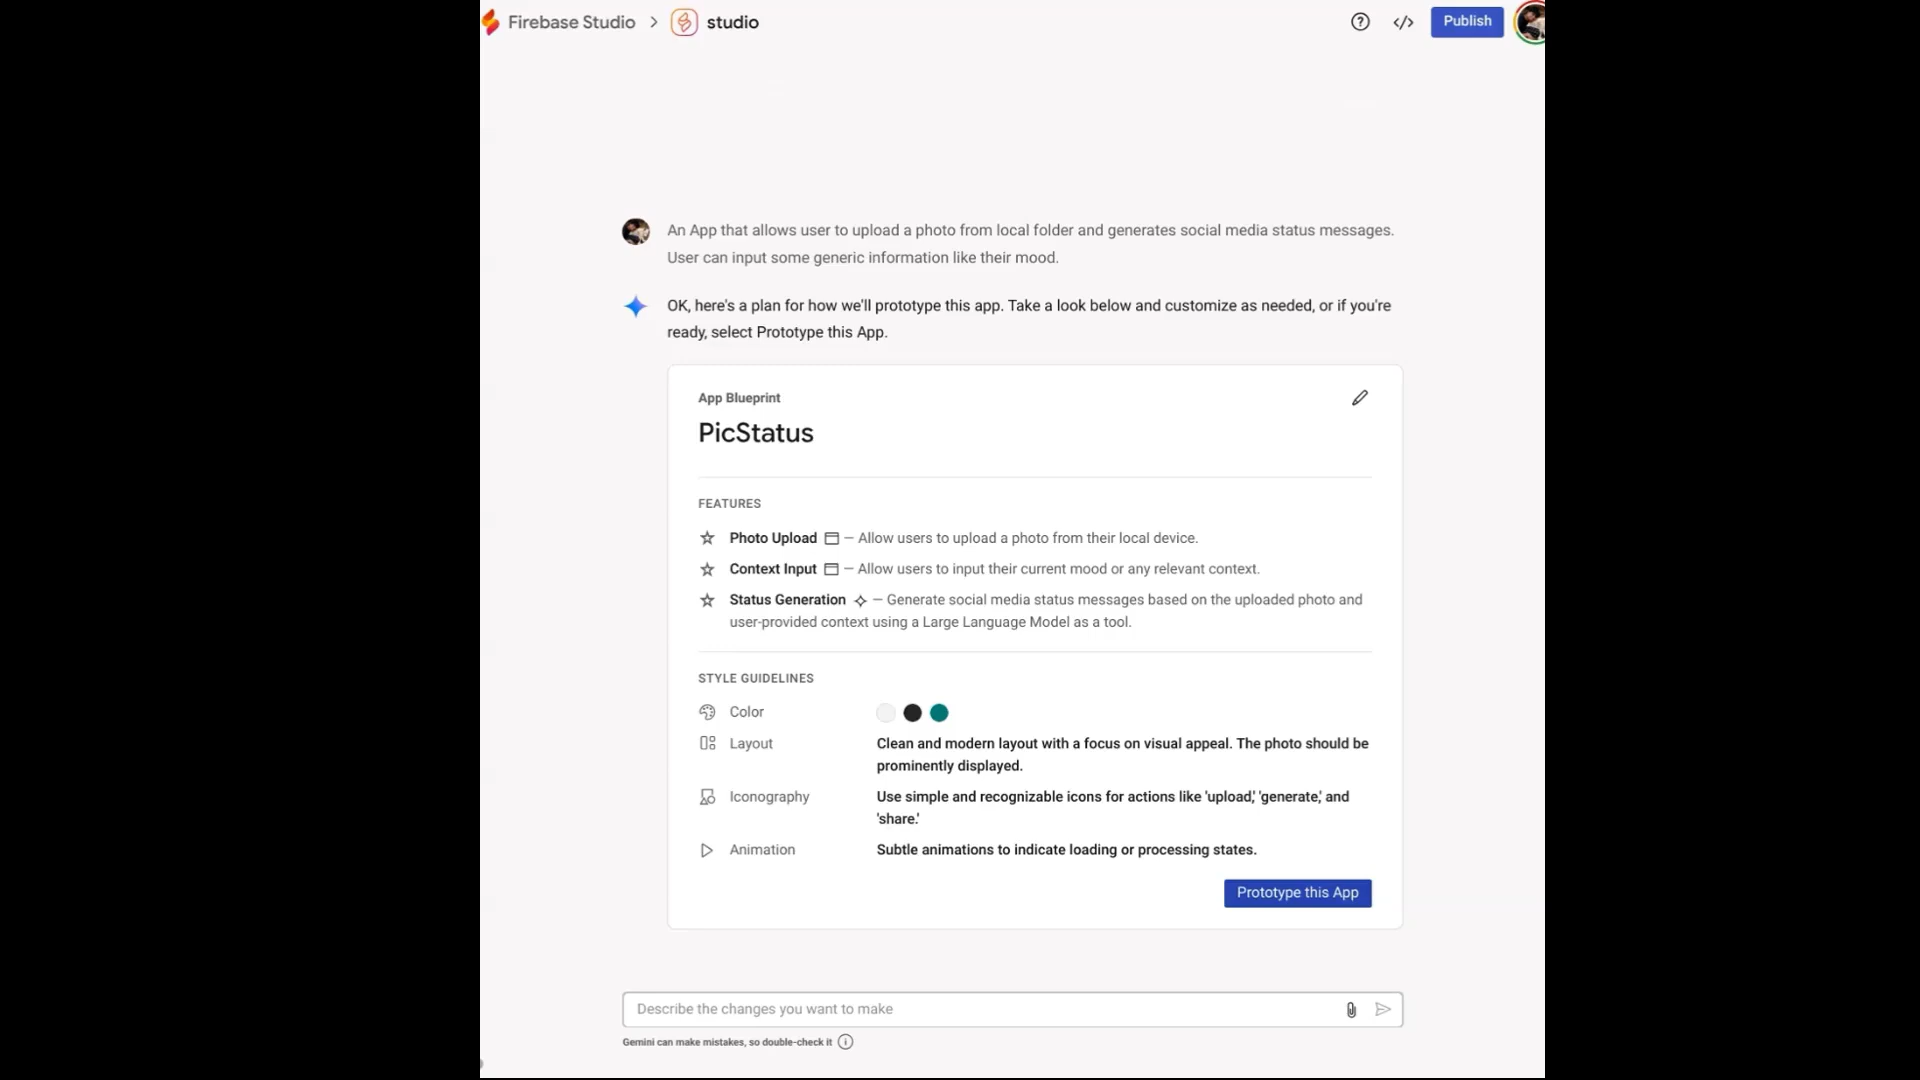 Firebase Studio > studio
</> Publish
An App that allows user to upload a photo from local folder and generates social media status messages.
User can input some generic information like their mood.
OK, here's a plan for how we'll prototype this app. Take a look below and customize as needed, or if you're
ready, select Prototype this App.
App Blueprint
PicStatus
FEATURES
Photo Upload — Allow users to upload a photo from their local device.
Context Input — Allow users to input their current mood or any relevant context.
Status Generation — Generate social media status messages based on the uploaded photo and
user-provided context using a Large Language Model as a tool.
STYLE GUIDELINES
Color
Layout Clean and modern layout with a focus on visual appeal. The photo should be
prominently displayed.
Iconography Use simple and recognizable icons for actions like 'upload,' 'generate,' and
'share.'
Animation Subtle animations to indicate loading or processing states.
Prototype this App
Describe the changes you want to make
Gemini can make mistakes, so double-check it